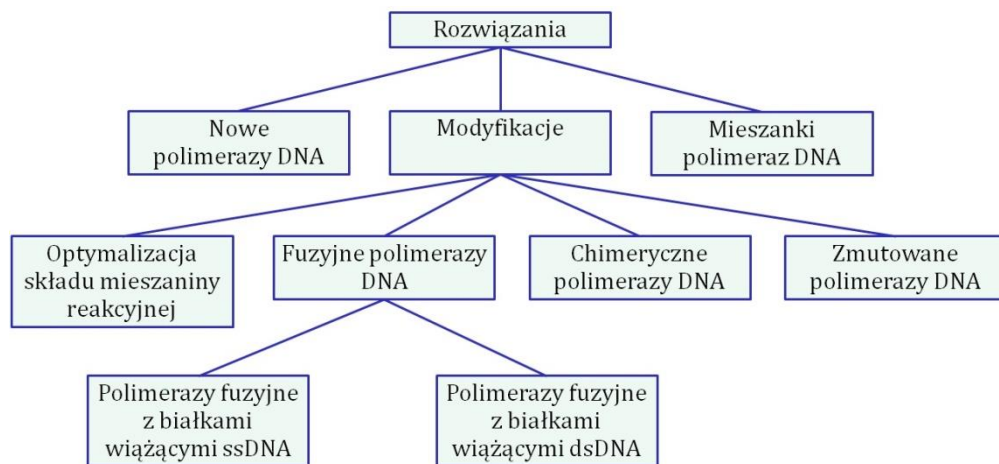 Rozwiązania
Nowe
polimerazy DNA
Modyfikacje
Mieszanki
polimeraz DNA
Optymalizacja
składu mieszaniny
reakcyjnej
Fuzyjne polimerazy
DNA
Chimeryczne
polimerazy DNA
Zmutowane
polimerazy DNA
Polimerazy fuzyjne
z białkami
wiążącymi ssDNA
Polimerazy fuzyjne
z białkami
wiążącymi dsDNA